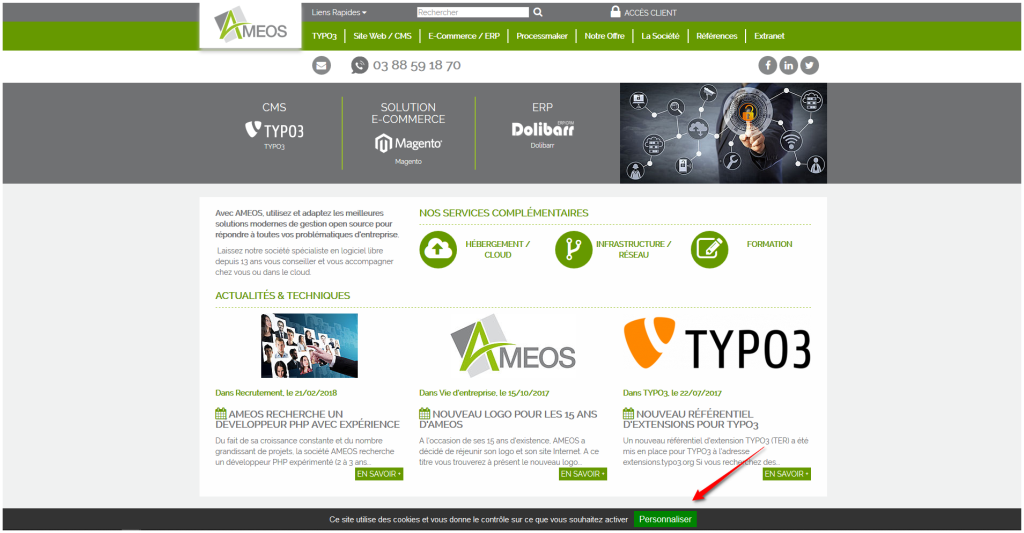 Liens Rapides
Rechercher
ACCÈS CLIENT
AMEOS
TYPO3
Site Web / CMS
E-Commerce / ERP
Processmaker
Notre Offre
La Société
Références
Extranet
03 88 59 18 70
CMS
TYPO3
TYPO3
SOLUTION
E-COMMERCE
Magento
Magento
ERP
ERP/CRM
Dolibarr
Dolibarr
Avec AMEOS, utilisez et adaptez les meilleures
solutions modernes de gestion open source pour
répondre à toutes vos problématiques d'entreprise.
Laissez notre société spécialiste en logiciel libre
depuis 13 ans vous conseiller et vous accompagner
chez vous ou dans le cloud.
NOS SERVICES COMPLÉMENTAIRES
HÉBERGEMENT /
CLOUD
INFRASTRUCTURE /
RÉSEAU
FORMATION
ACTUALITÉS & TECHNIQUES
AMEOS
TYPO3
Dans Recrutement, le 21/02/2018
AMEOS RECHERCHE UN
DÉVELOPPEUR PHP AVEC EXPÉRIENCE
Du fait de sa croissance constante et du nombre
grandissant de projets, la société AMEOS recherche
un développeur PHP expérimenté (2 à 3 ans...
EN SAVOIR +
Dans Vie d'entreprise, le 15/10/2017
NOUVEAU LOGO POUR LES 15 ANS
D'AMEOS
A l'occasion de ses 15 ans d'existence, AMEOS a
décidé de réjeunir son logo et son site Internet. A ce
titre vous trouverez à présent le nouveau logo...
EN SAVOIR +
Dans TYPO3, le 22/07/2017
NOUVEAU RÉFÉRENTIEL
D'EXTENSIONS POUR TYPO3
Un nouveau référentiel d'extension TYPO3 (TER) a été
mis en place pour TYPO3 à l'adresse
extensions.typo3.org Si vous recherchez des...
EN SAVOIR +
Ce site utilise des cookies et vous donne le contrôle sur ce que vous souhaitez activer
Personnaliser